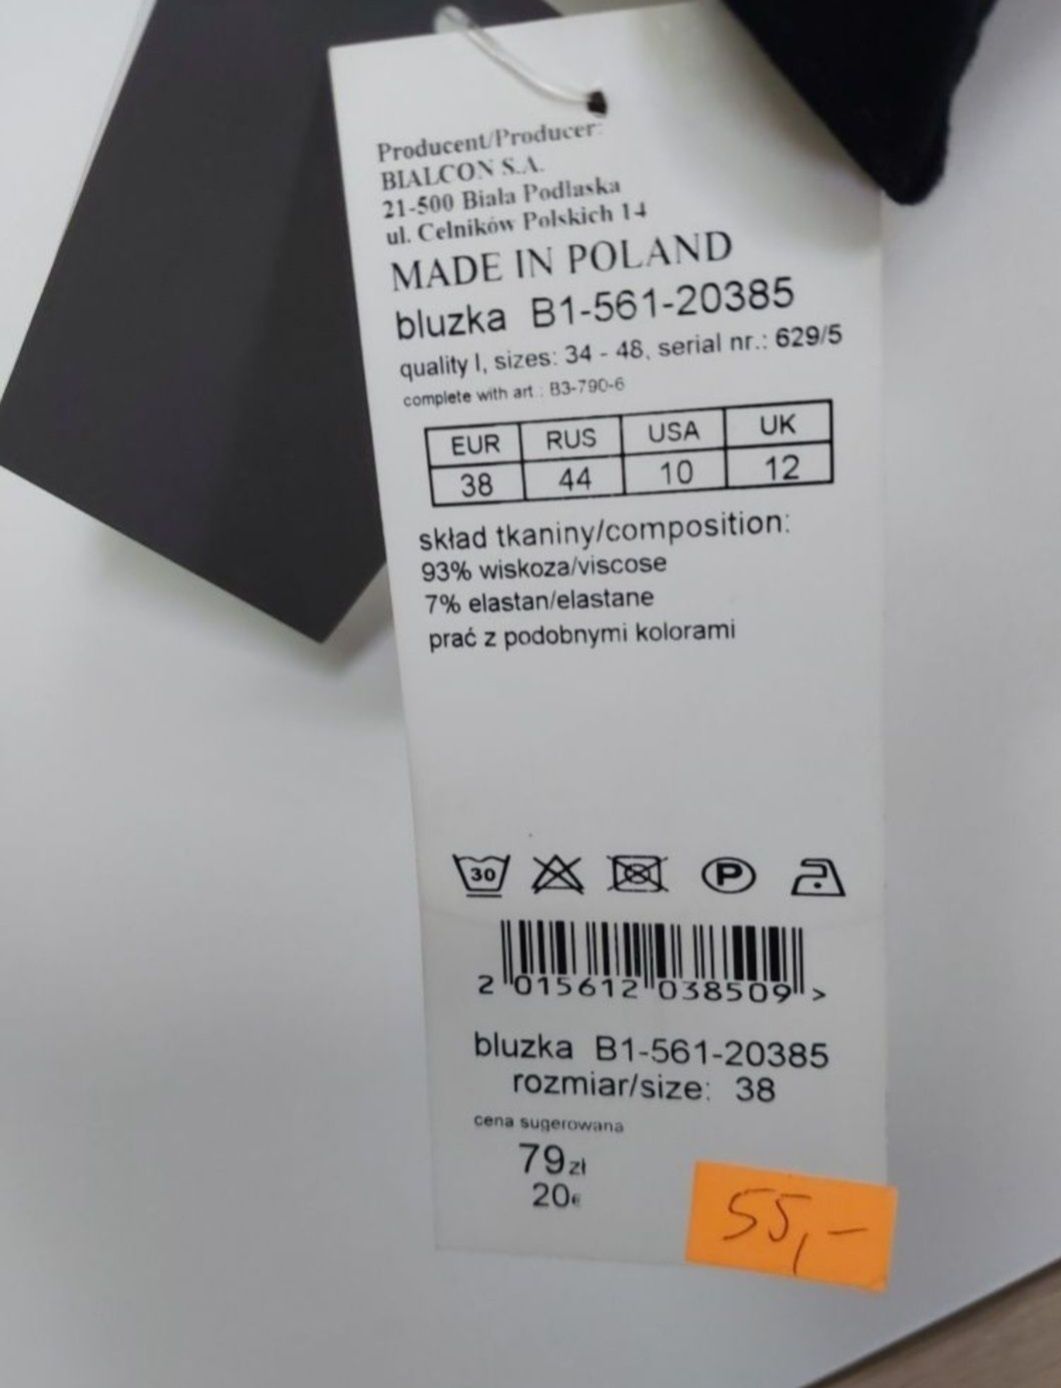 Producent/Producer:
BIALCON S.A.
21-500 Biała Podlaska
ul. Celników Polskich 14
MADE IN POLAND
bluzka B1-561-20385
quality I, sizes: 34 - 48, serial nr.: 629/5
complete with art.: B3-790-6
EUR RUS USA UK
38 44 10 12
skład tkaniny/composition:
93% wiskoza/viscose
7% elastan/elastane
prać z podobnymi kolorami
30 P
2 015612 038509 >
bluzka B1-561-20385
rozmiar/size: 38
cena sugerowana
79 zł
20 €
55,-